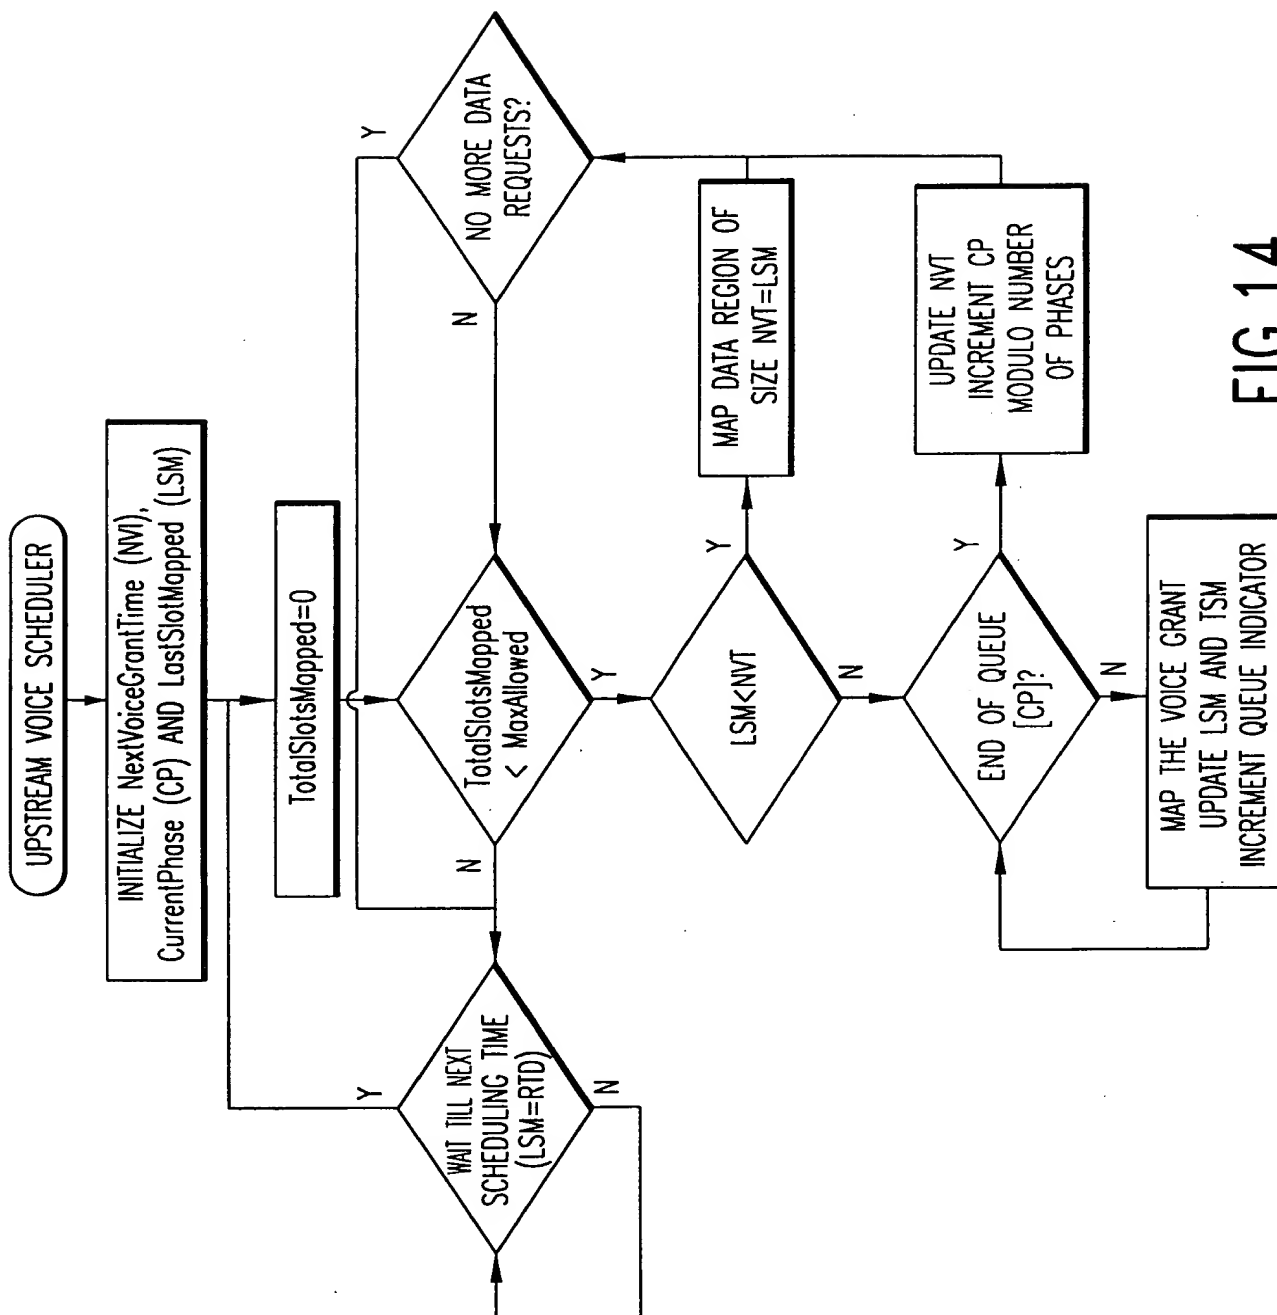 UPSTREAM VOICE SCHEDULER
INITIALIZE NextVoiceGrantTime (NVI),
CurrentPhase (CP) AND LastSlotMapped (LSM)
TotalSlotsMapped=0
NO MORE DATA
REQUESTS?
Y
N
TotalSlotsMapped
< MaxAllowed
N
Y
WAIT TILL NEXT
SCHEDULING TIME
(LSM=RTD)
Y
N
LSM<NVT
Y
N
MAP DATA REGION OF
SIZE NVT=LSM
END OF QUEUE
[CP]?
Y
N
UPDATE NVT
INCREMENT CP
MODULO NUMBER
OF PHASES
MAP THE VOICE GRANT
UPDATE LSM AND TSM
INCREMENT QUEUE INDICATOR
FIG.14